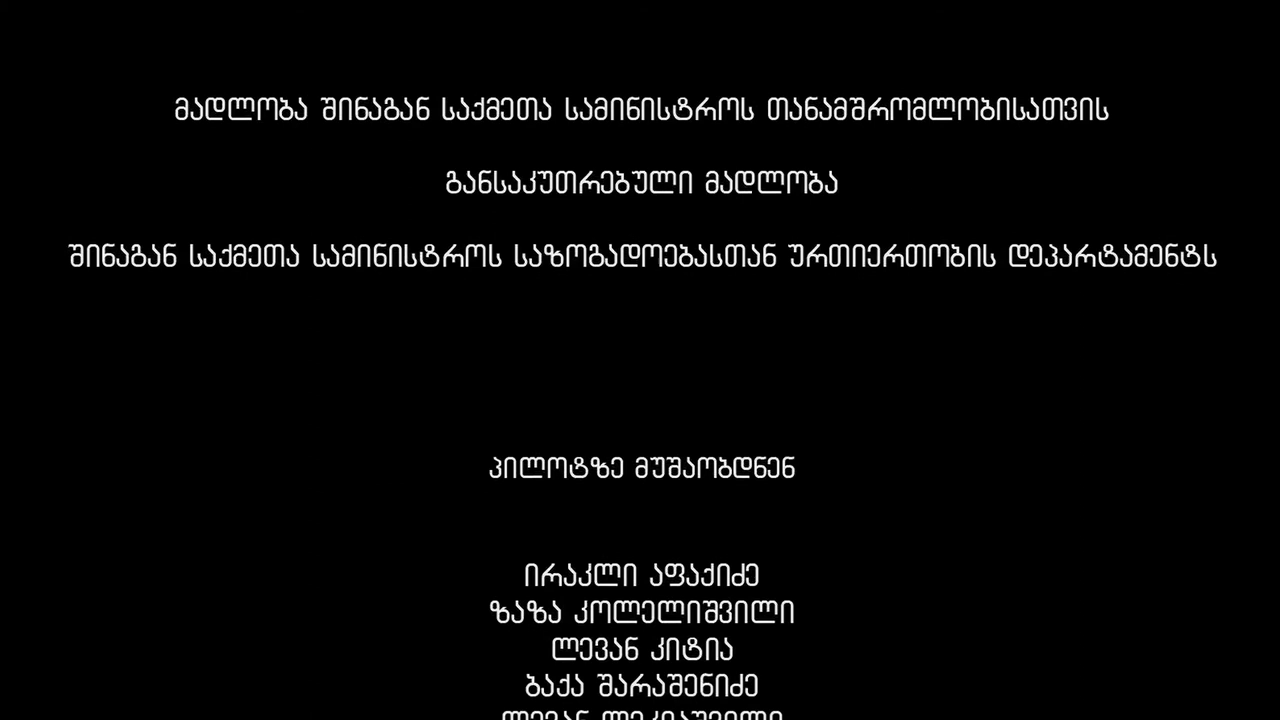 მადლობა შინაგან საქმეთა სამინისტროს თანამშრომლობისათვის
განსაკუთრებული მადლობა
შინაგან საქმეთა სამინისტროს საზოგადოებასთან ურთიერთობის დეპარტამენტს
პილოტზე მუშაობდნენ
ირაკლი აფაქიძე
ზაზა კოლელიშვილი
ლევან კიტია
ბაქა შარაშენიძე
ლევან